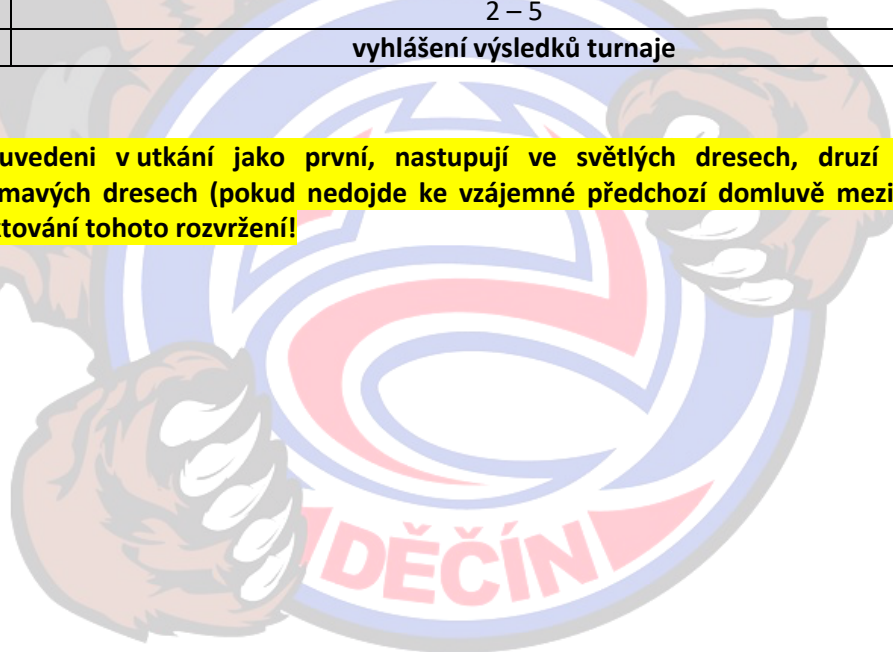 2 – 5
vyhlášení výsledků turnaje
uvedeni v utkání jako první, nastupují ve světlých dresech, druzí
mavých dresech (pokud nedojde ke vzájemné předchozí domluvě mezi
ktování tohoto rozvržení!
DĚČÍN